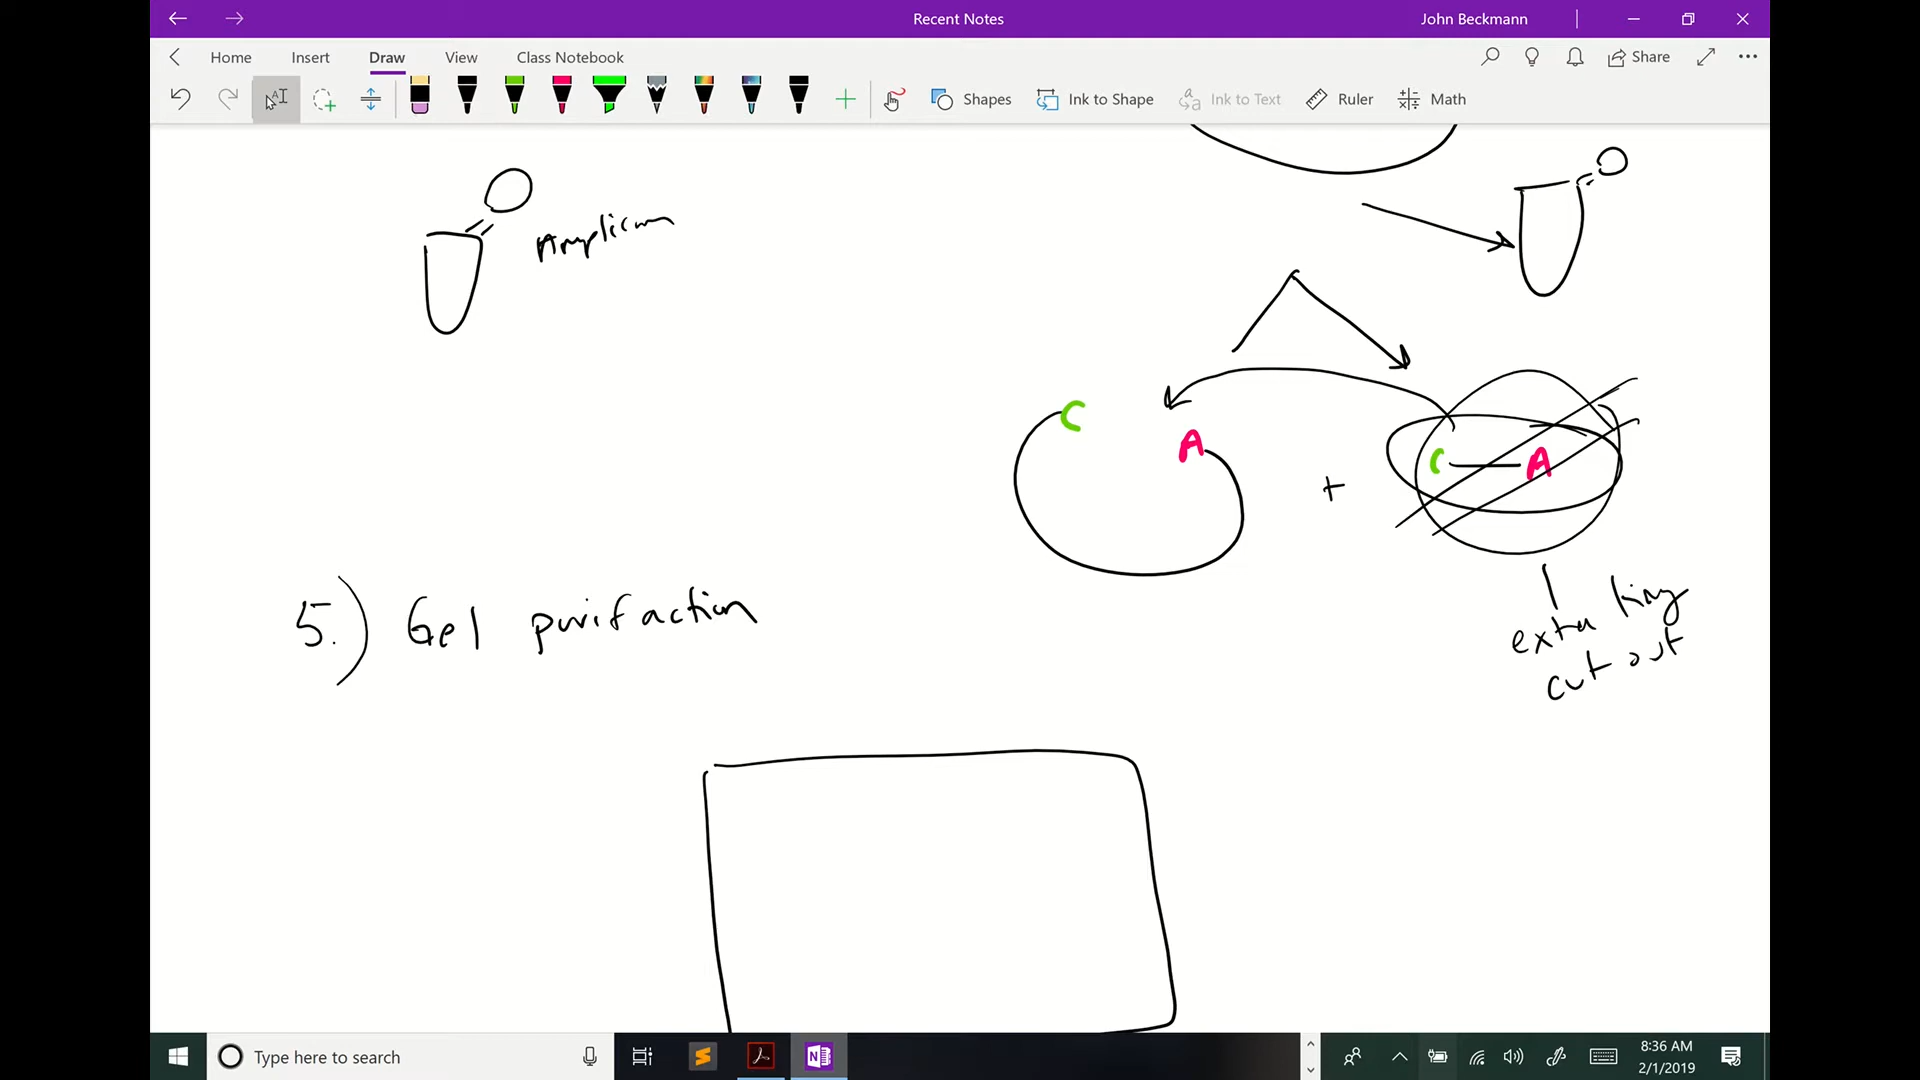 Recent Notes
John Beckmann
Home Insert Draw View Class Notebook
Share
Shapes Ink to Shape Ink to Text Ruler Math
Amplicon
C
A
+
C A
5.) Gel purifaction
extra
cut out
Type here to search
8:36 AM
2/1/2019